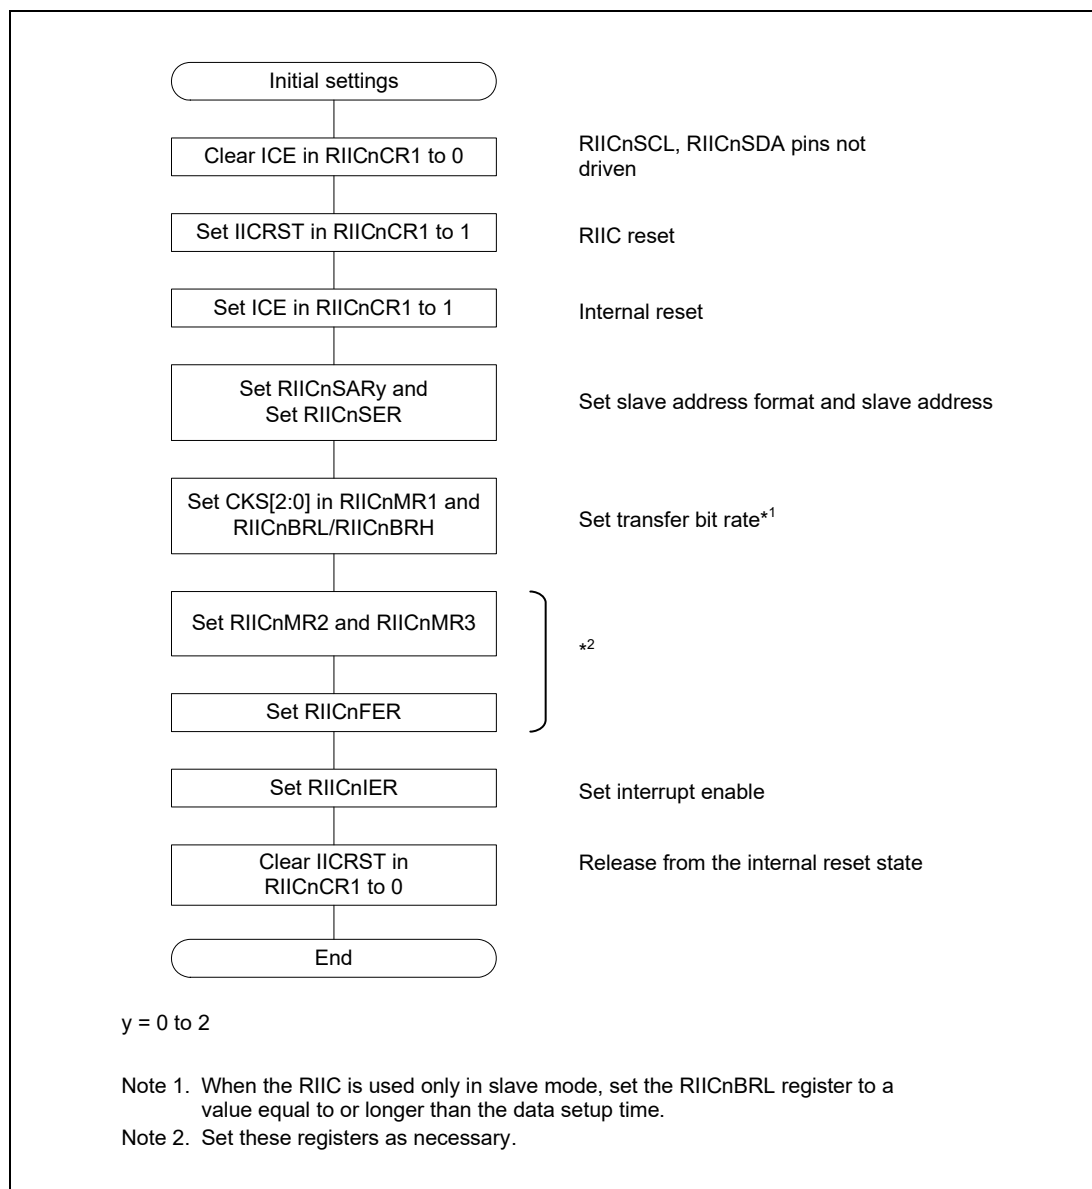 Initial settings
Clear ICE in RIICnCR1 to 0
RIICnSCL, RIICnSDA pins not
driven
Set IICRST in RIICnCR1 to 1
RIIC reset
Set ICE in RIICnCR1 to 1
Internal reset
Set RIICnSARy and
Set RIICnSER
Set slave address format and slave address
Set CKS[2:0] in RIICnMR1 and
RIICnBRL/RIICnBRH
Set transfer bit rate*1
Set RIICnMR2 and RIICnMR3
*2
Set RIICnFER
Set RIICnIER
Set interrupt enable
Clear IICRST in
RIICnCR1 to 0
Release from the internal reset state
End
y = 0 to 2
Note 1. When the RIIC is used only in slave mode, set the RIICnBRL register to a
value equal to or longer than the data setup time.
Note 2. Set these registers as necessary.